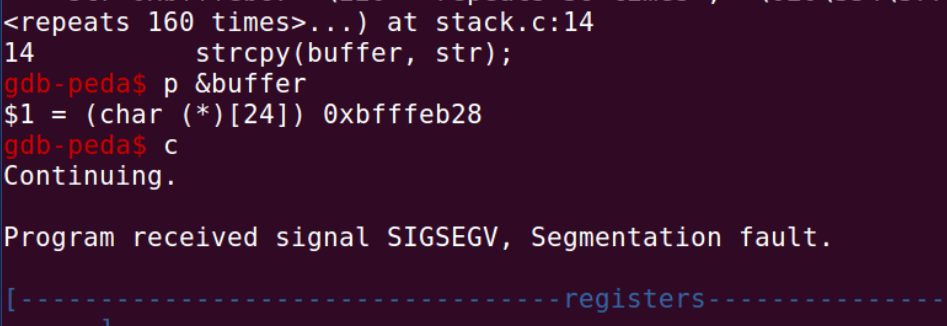 <repeats 160 times>...) at stack.c:14
14 strcpy(buffer, str);
gdb-peda$ p &buffer
$1 = (char (*)[24]) 0xbfffeb28
gdb-peda$ c
Continuing.
Program received signal SIGSEGV, Segmentation fault.
[----------------------------------registers---------------